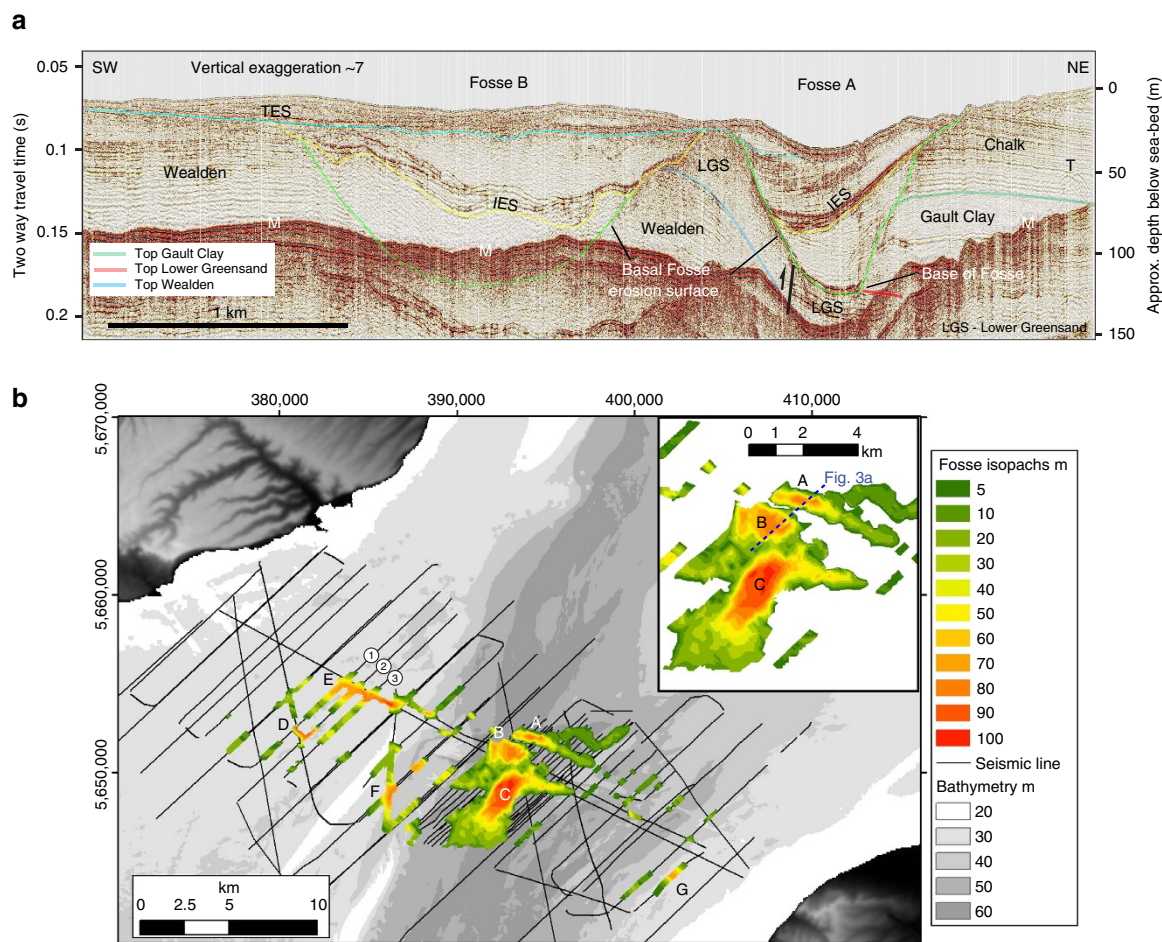 a
SW
Vertical exaggeration ~7
Fosse B
Fosse A
NE
0.05
0.1
0.15
0.2
Two way travel time (s)
0
50
100
150
Approx. depth below sea-bed (m)
TES
Wealden
IES
LGS
Wealden
IES
Chalk
T
Gault Clay
M
M
M
Basal Fosse
erosion surface
Base of Fosse
LGS
LGS - Lower Greensand
Top Gault Clay
Top Lower Greensand
Top Wealden
1 km
b
380,000
390,000
400,000
410,000
5,670,000
5,660,000
5,650,000
0 1 2 4
km
Fig. 3a
A
B
C
1
2
3
E
D
F
B
A
C
G
km
0 2.5 5 10
Fosse isopachs m
5
10
20
30
40
50
60
70
80
90
100
Seismic line
Bathymetry m
20
30
40
50
60